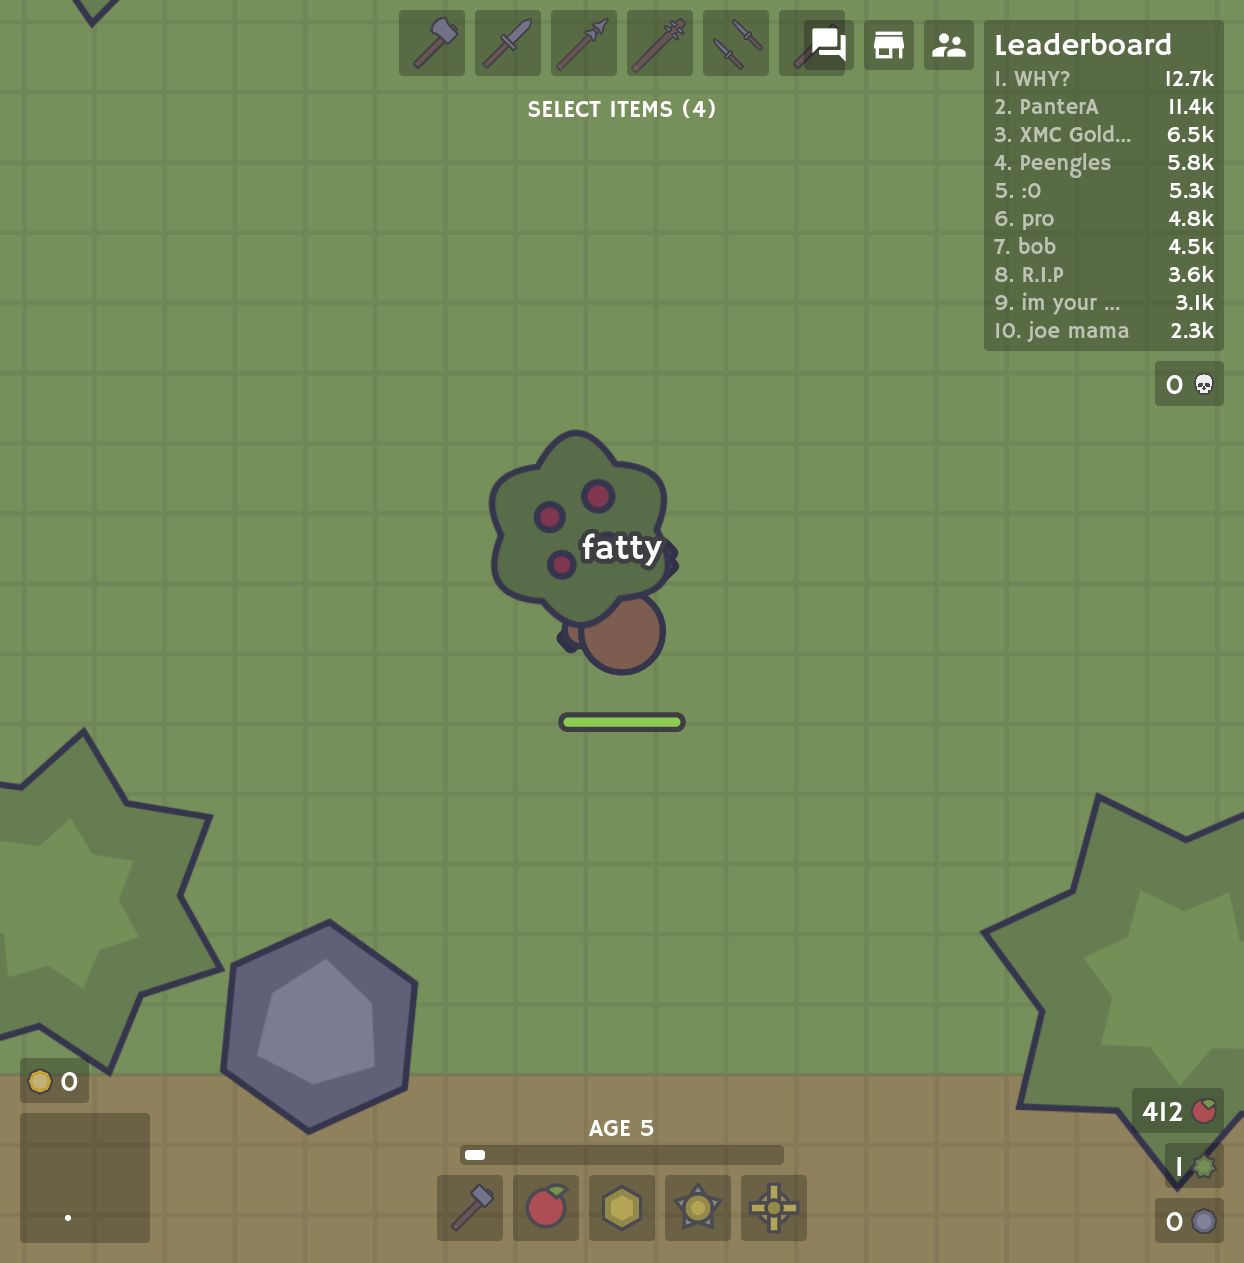 SELECT ITEMS (4)
Leaderboard
1. WHY? 12.7k
2. PanterA 11.4k
3. XMC Gold... 6.5k
4. Peengles 5.8k
5. :0 5.3k
6. pro 4.8k
7. bob 4.5k
8. R.I.P 3.6k
9. im your ... 3.1k
10. joe mama 2.3k
0
fatty
0
412
AGE 5
1
0